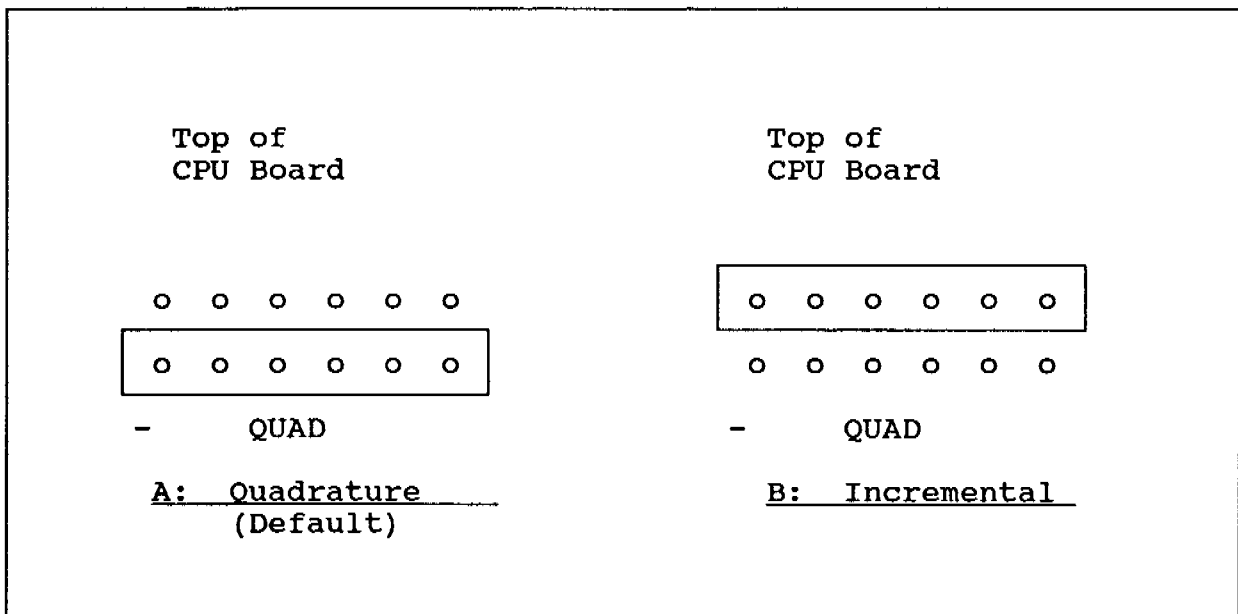 Top of
CPU Board
- QUAD
A: Quadrature
(Default)
Top of
CPU Board
- QUAD
B: Incremental